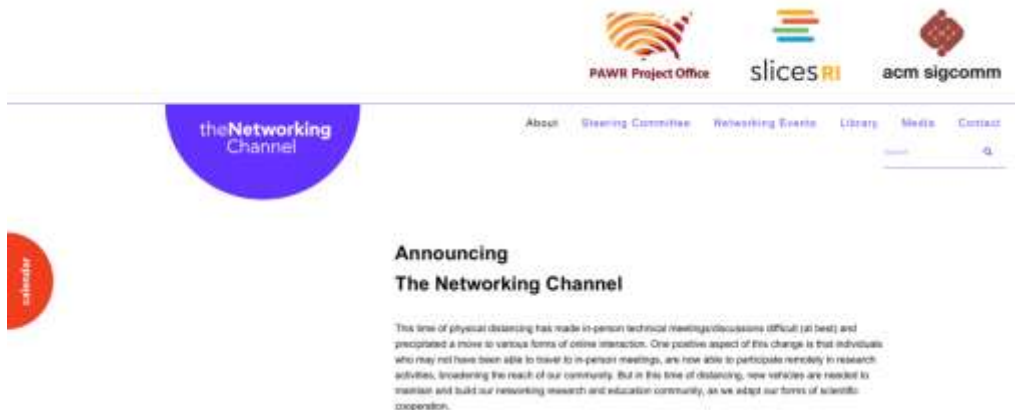 PAWR Project Office
slices RI
acm sigcomm
theNetworking
Channel
About Steering Committee Networking Events Library Media Contact
Search
calendar
Announcing
The Networking Channel
This time of physical distancing has made in-person technical meetings/discussions difficult (at best) and
precipitated a move to various forms of online interaction. One positive aspect of this change is that individuals
who may not have been able to travel to in-person meetings, are now able to participate remotely in research
activities, broadening the reach of our community. But in this time of distancing, new vehicles are needed to
maintain and build our networking research and education community, as we adapt our forms of scientific
cooperation.